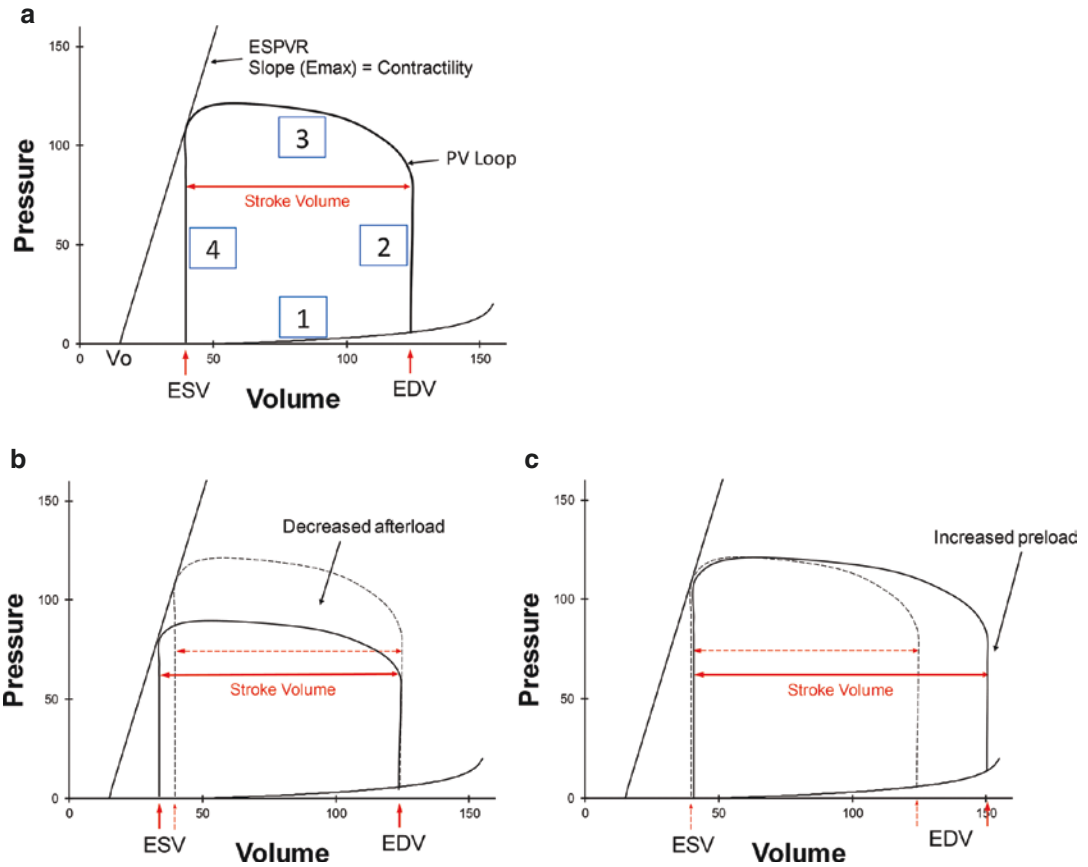 a
150
100
50
0
Pressure
ESPVR
Slope (Emax) = Contractility
PV Loop
3
Stroke Volume
4
2
1
0
Vo
50
100
150
ESV
EDV
Volume
b
150
100
50
0
Pressure
Decreased afterload
Stroke Volume
0
50
100
150
ESV
EDV
Volume
c
150
100
50
0
Pressure
Increased preload
Stroke Volume
0
50
100
150
ESV
EDV
Volume